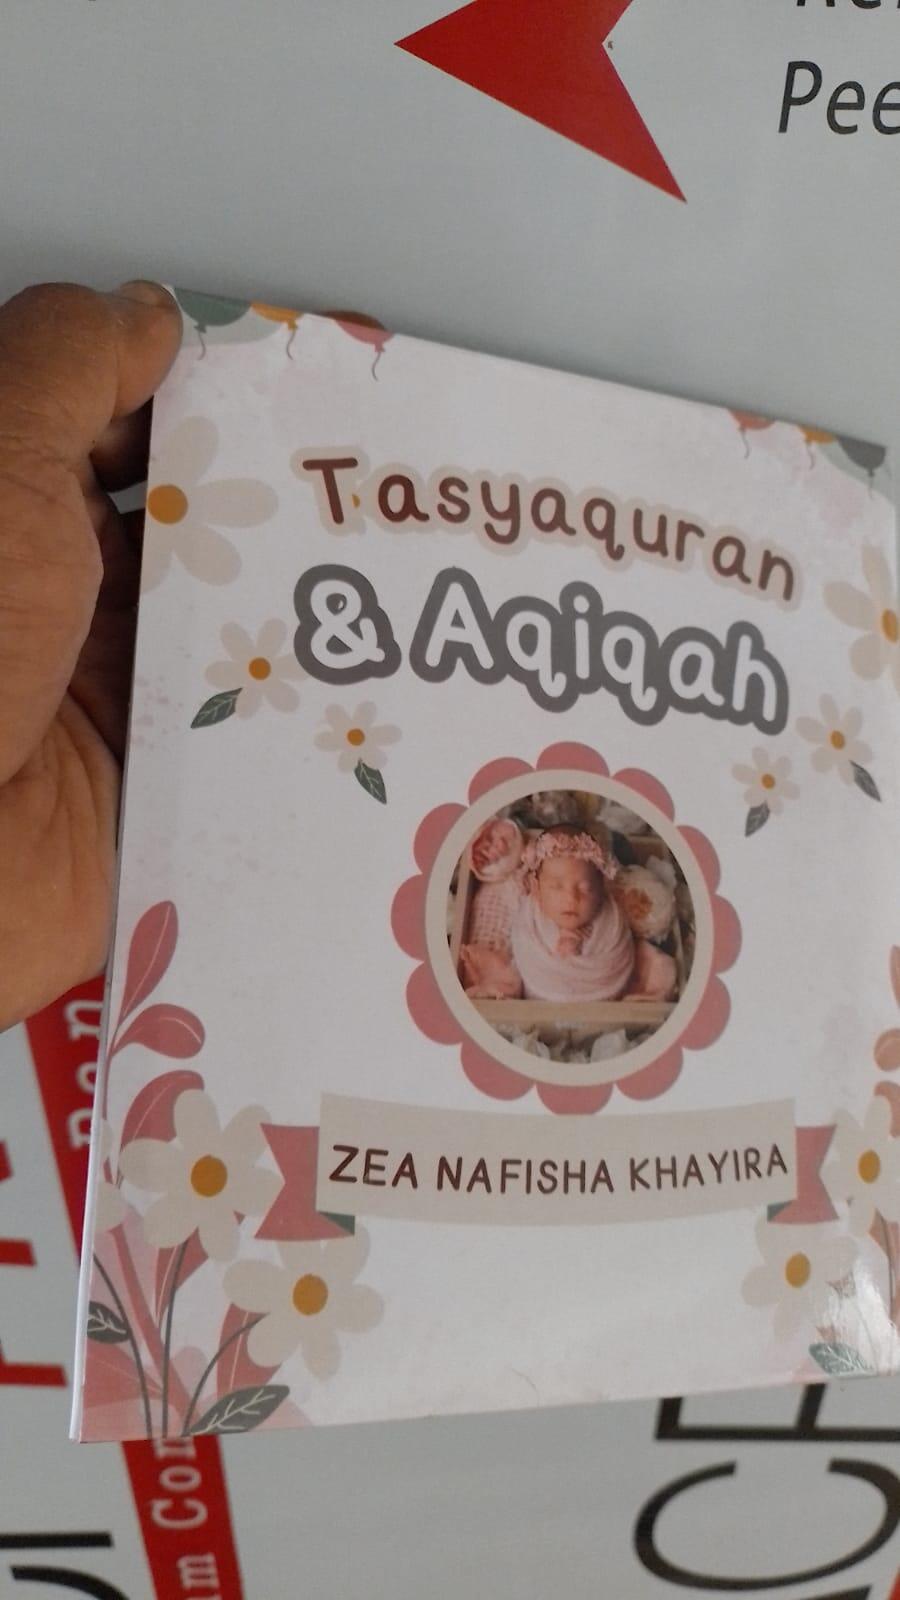 Pee
Tasyaquran
& Aqiqah
ZEA NAFISHA KHAYIRA